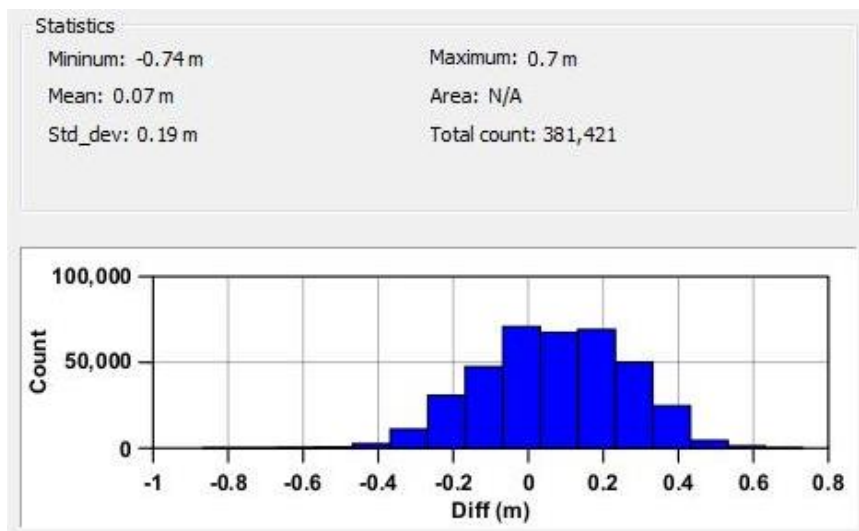 Statistics
Mininum: -0.74 m Maximum: 0.7 m
Mean: 0.07 m Area: N/A
Std_dev: 0.19 m Total count: 381,421
100,000
50,000
0
Count
-1 -0.8 -0.6 -0.4 -0.2 0 0.2 0.4 0.6 0.8
Diff (m)